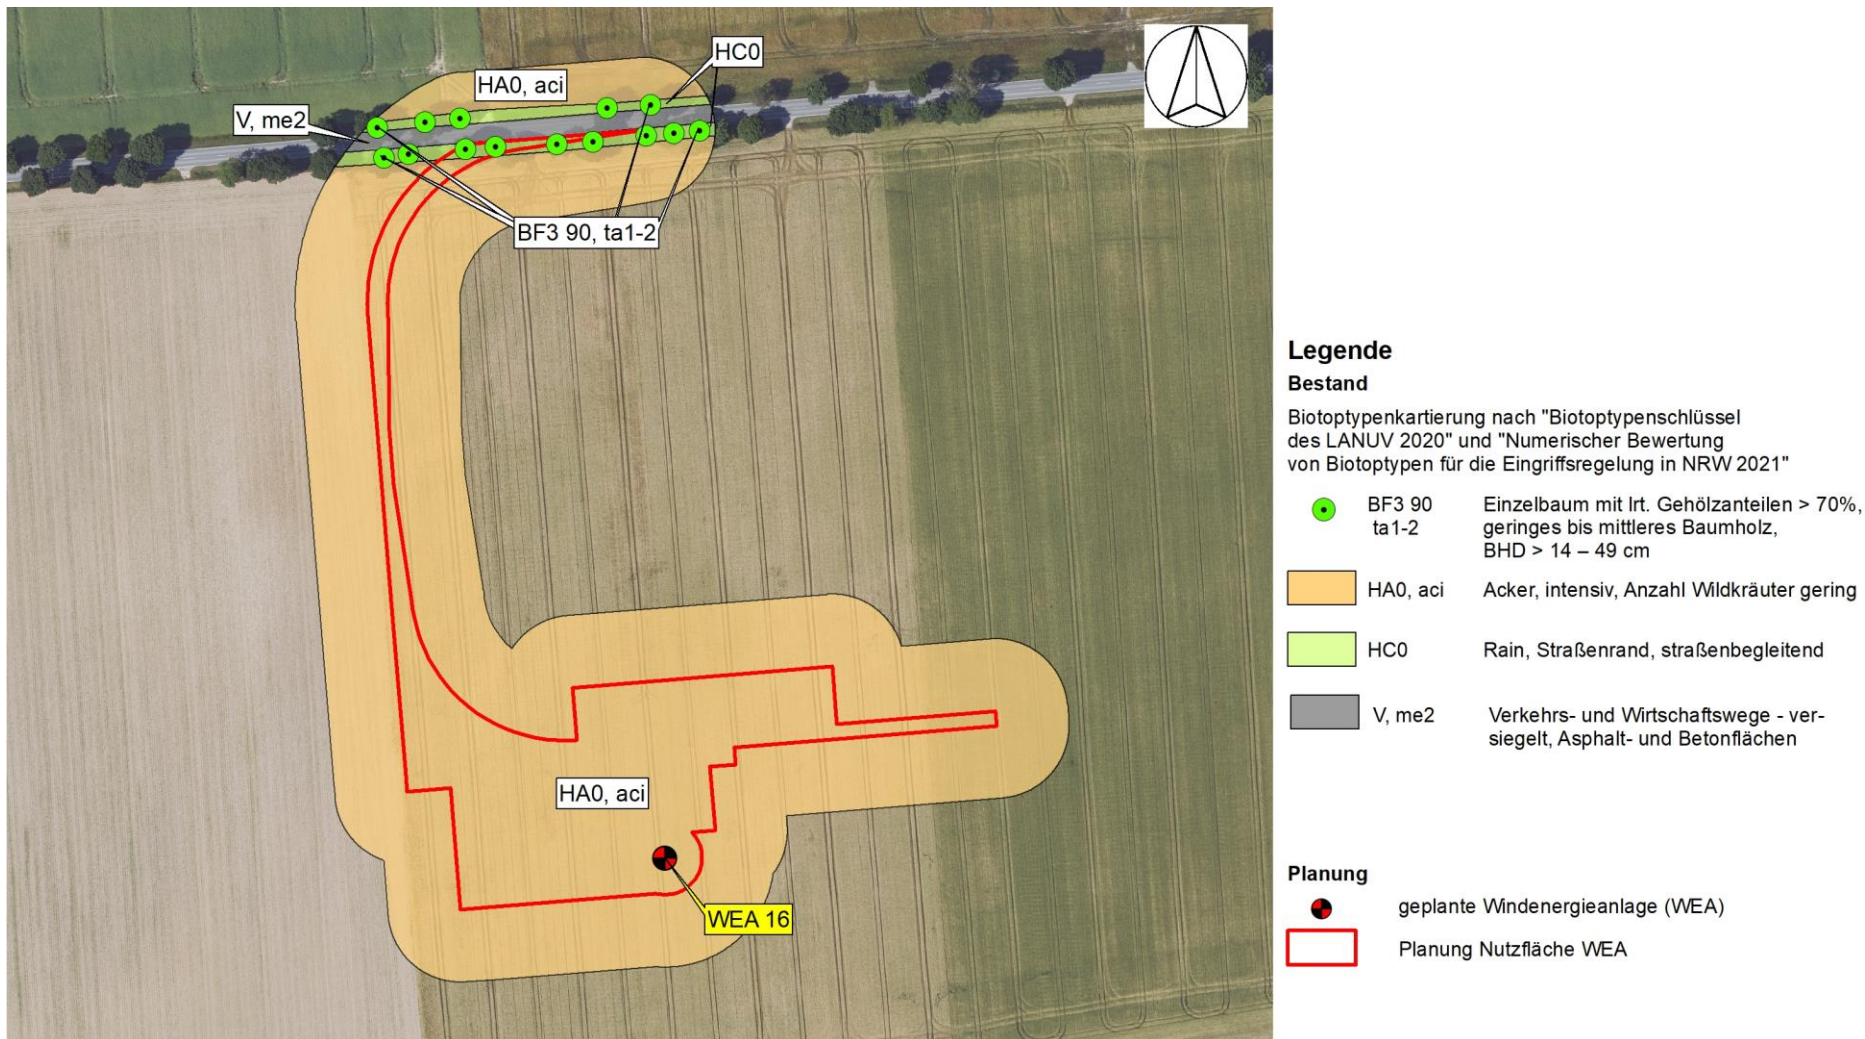 HC0
HA0, aci
V, me2
BF3 90, ta1-2
HA0, aci
WEA 16
Legende
Bestand
Biotoptypenkartierung nach "Biotoptypenschlüssel
des LANUV 2020" und "Numerischer Bewertung
von Biotoptypen für die Eingriffsregelung in NRW 2021"
BF3 90 Einzelbaum mit lrt. Gehölzanteilen > 70%,
ta1-2 geringes bis mittleres Baumholz,
BHD > 14 – 49 cm
HA0, aci Acker, intensiv, Anzahl Wildkräuter gering
HC0 Rain, Straßenrand, straßenbegleitend
V, me2 Verkehrs- und Wirtschaftswege - ver-
siegelt, Asphalt- und Betonflächen
Planung
geplante Windenergieanlage (WEA)
Planung Nutzfläche WEA